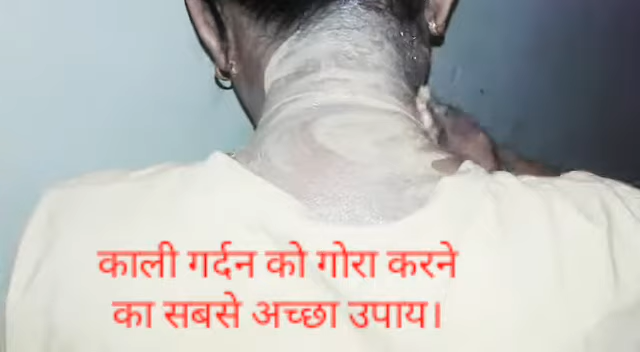 काली गर्दन को गोरा करने
का सबसे अच्छा उपाय।